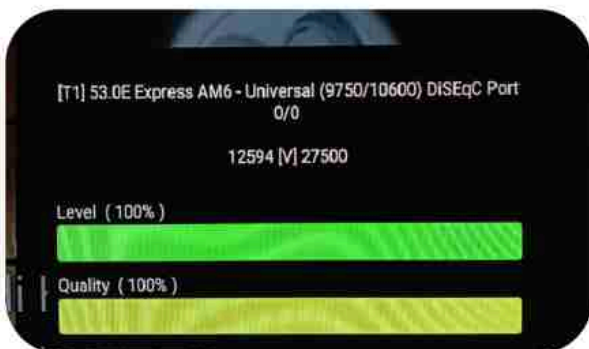 [T1] 53.0E Express AM6 - Universal (9750/10600) DiSEqC Port
0/0
12594 [V] 27500
Level ( 100% )
Quality ( 100% )